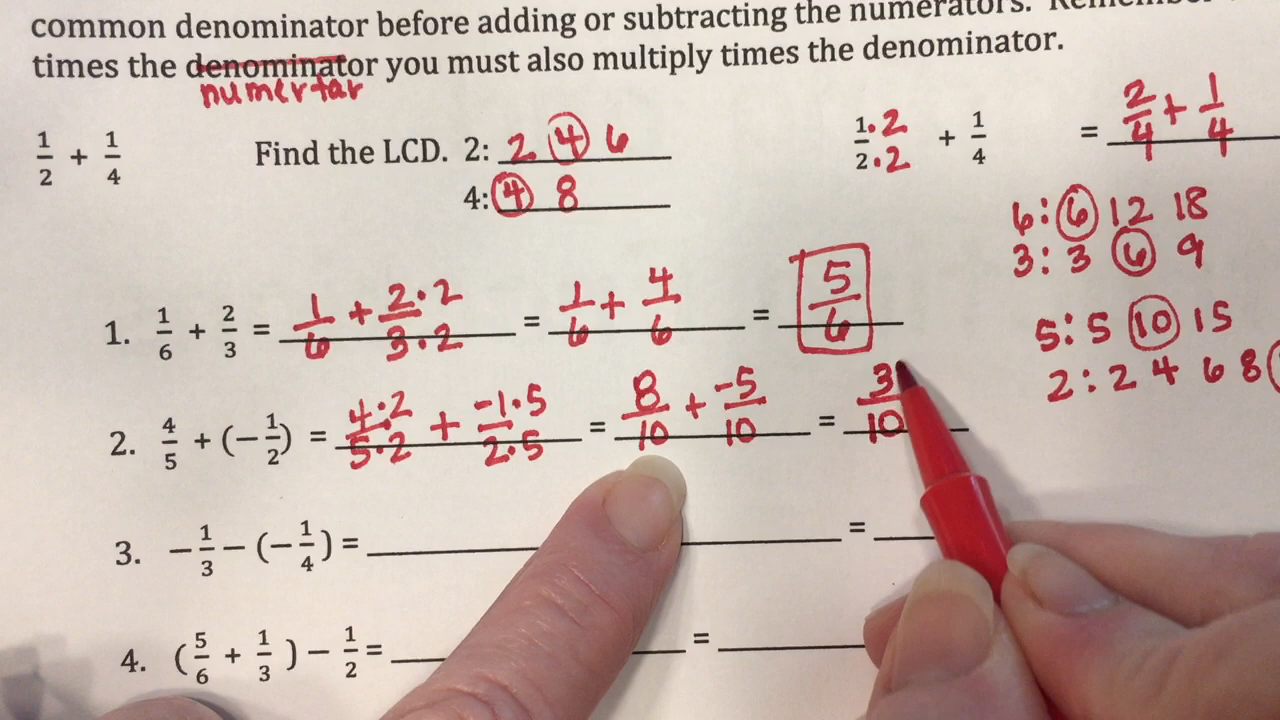 common denominator before adding or subtracting the numerators.
times the denominator you must also multiply times the denominator.
numertar
1/2 + 1/4 Find the LCD. 2: 2 4 6 1·2/2·2 + 1/4 = 2/4 + 1/4
4: 4 8
6: 6 12 18
3: 3 6 9
1. 1/6 + 2/3 = 1/6 + 2·2/3·2 = 1/6 + 4/6 = 5/6
5: 5 10 15
2: 2 4 6 8
2. 4/5 + (-1/2) = 4·2/5·2 + -1·5/2·5 = 8/10 + -5/10 = 3/10
3. -1/3 - (-1/4) = =
4. (5/6 + 1/3) - 1/2 = =